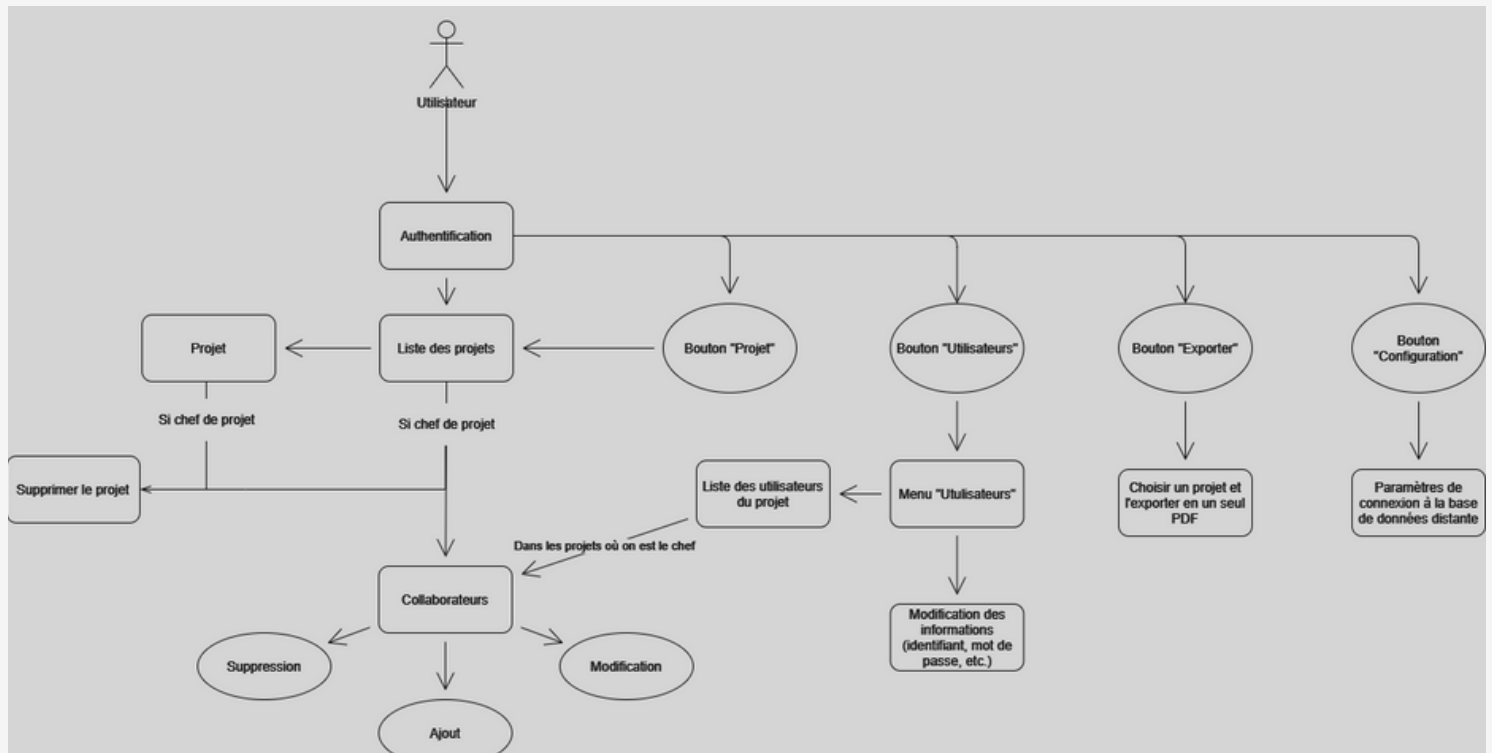 Utilisateur
Authentification
Projet
Liste des projets
Bouton "Projet"
Bouton "Utilisateurs"
Bouton "Exporter"
Bouton
"Configuration"
Si chef de projet
Si chef de projet
Supprimer le projet
Liste des utilisateurs
du projet
Menu "Utulisateurs"
Choisir un projet et
l'exporter en un seul
PDF
Paramètres de
connexion à la base
de données distante
Dans les projets où on est le chef
Collaborateurs
Modification des
informations
(identifiant, mot de
passe, etc.)
Suppression
Modification
Ajout